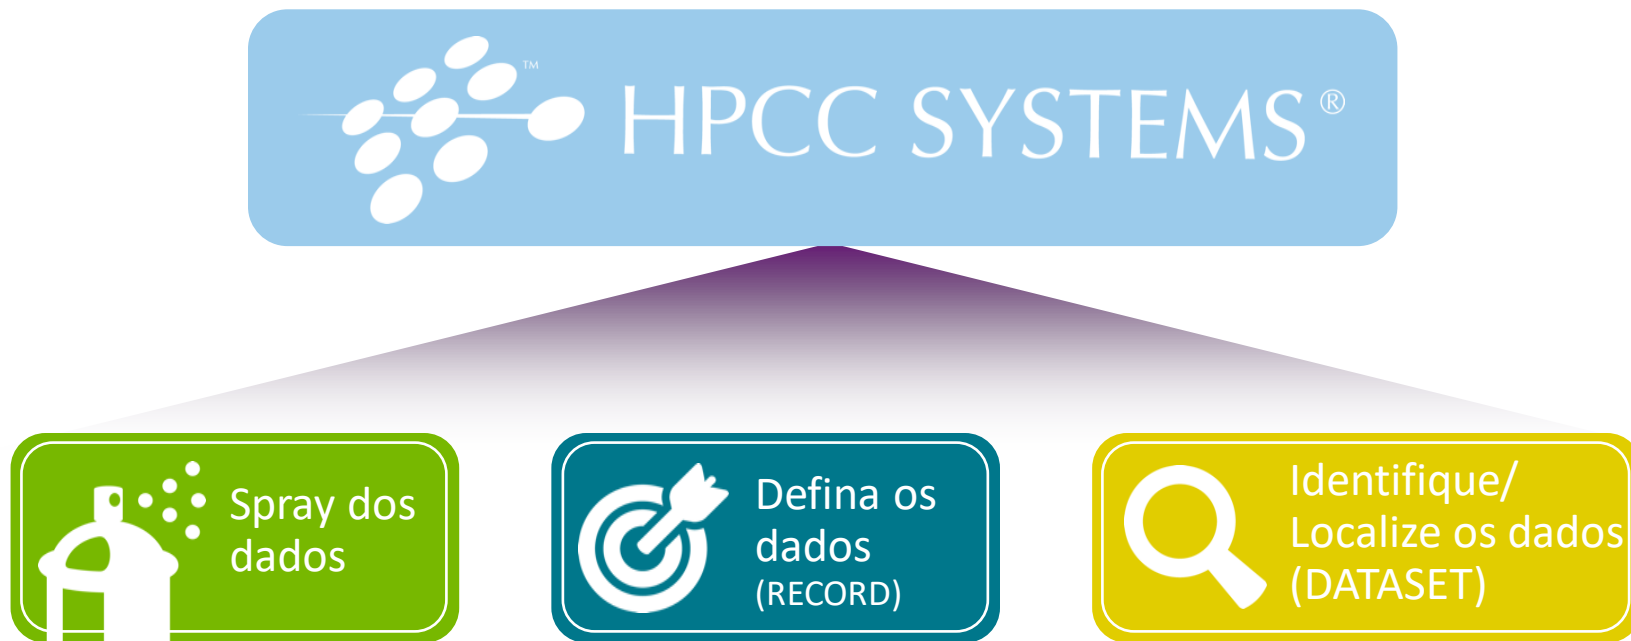 ™ HPCC SYSTEMS®
Spray dos
dados
Defina os
dados
(RECORD)
Identifique/
Localize os dados
(DATASET)